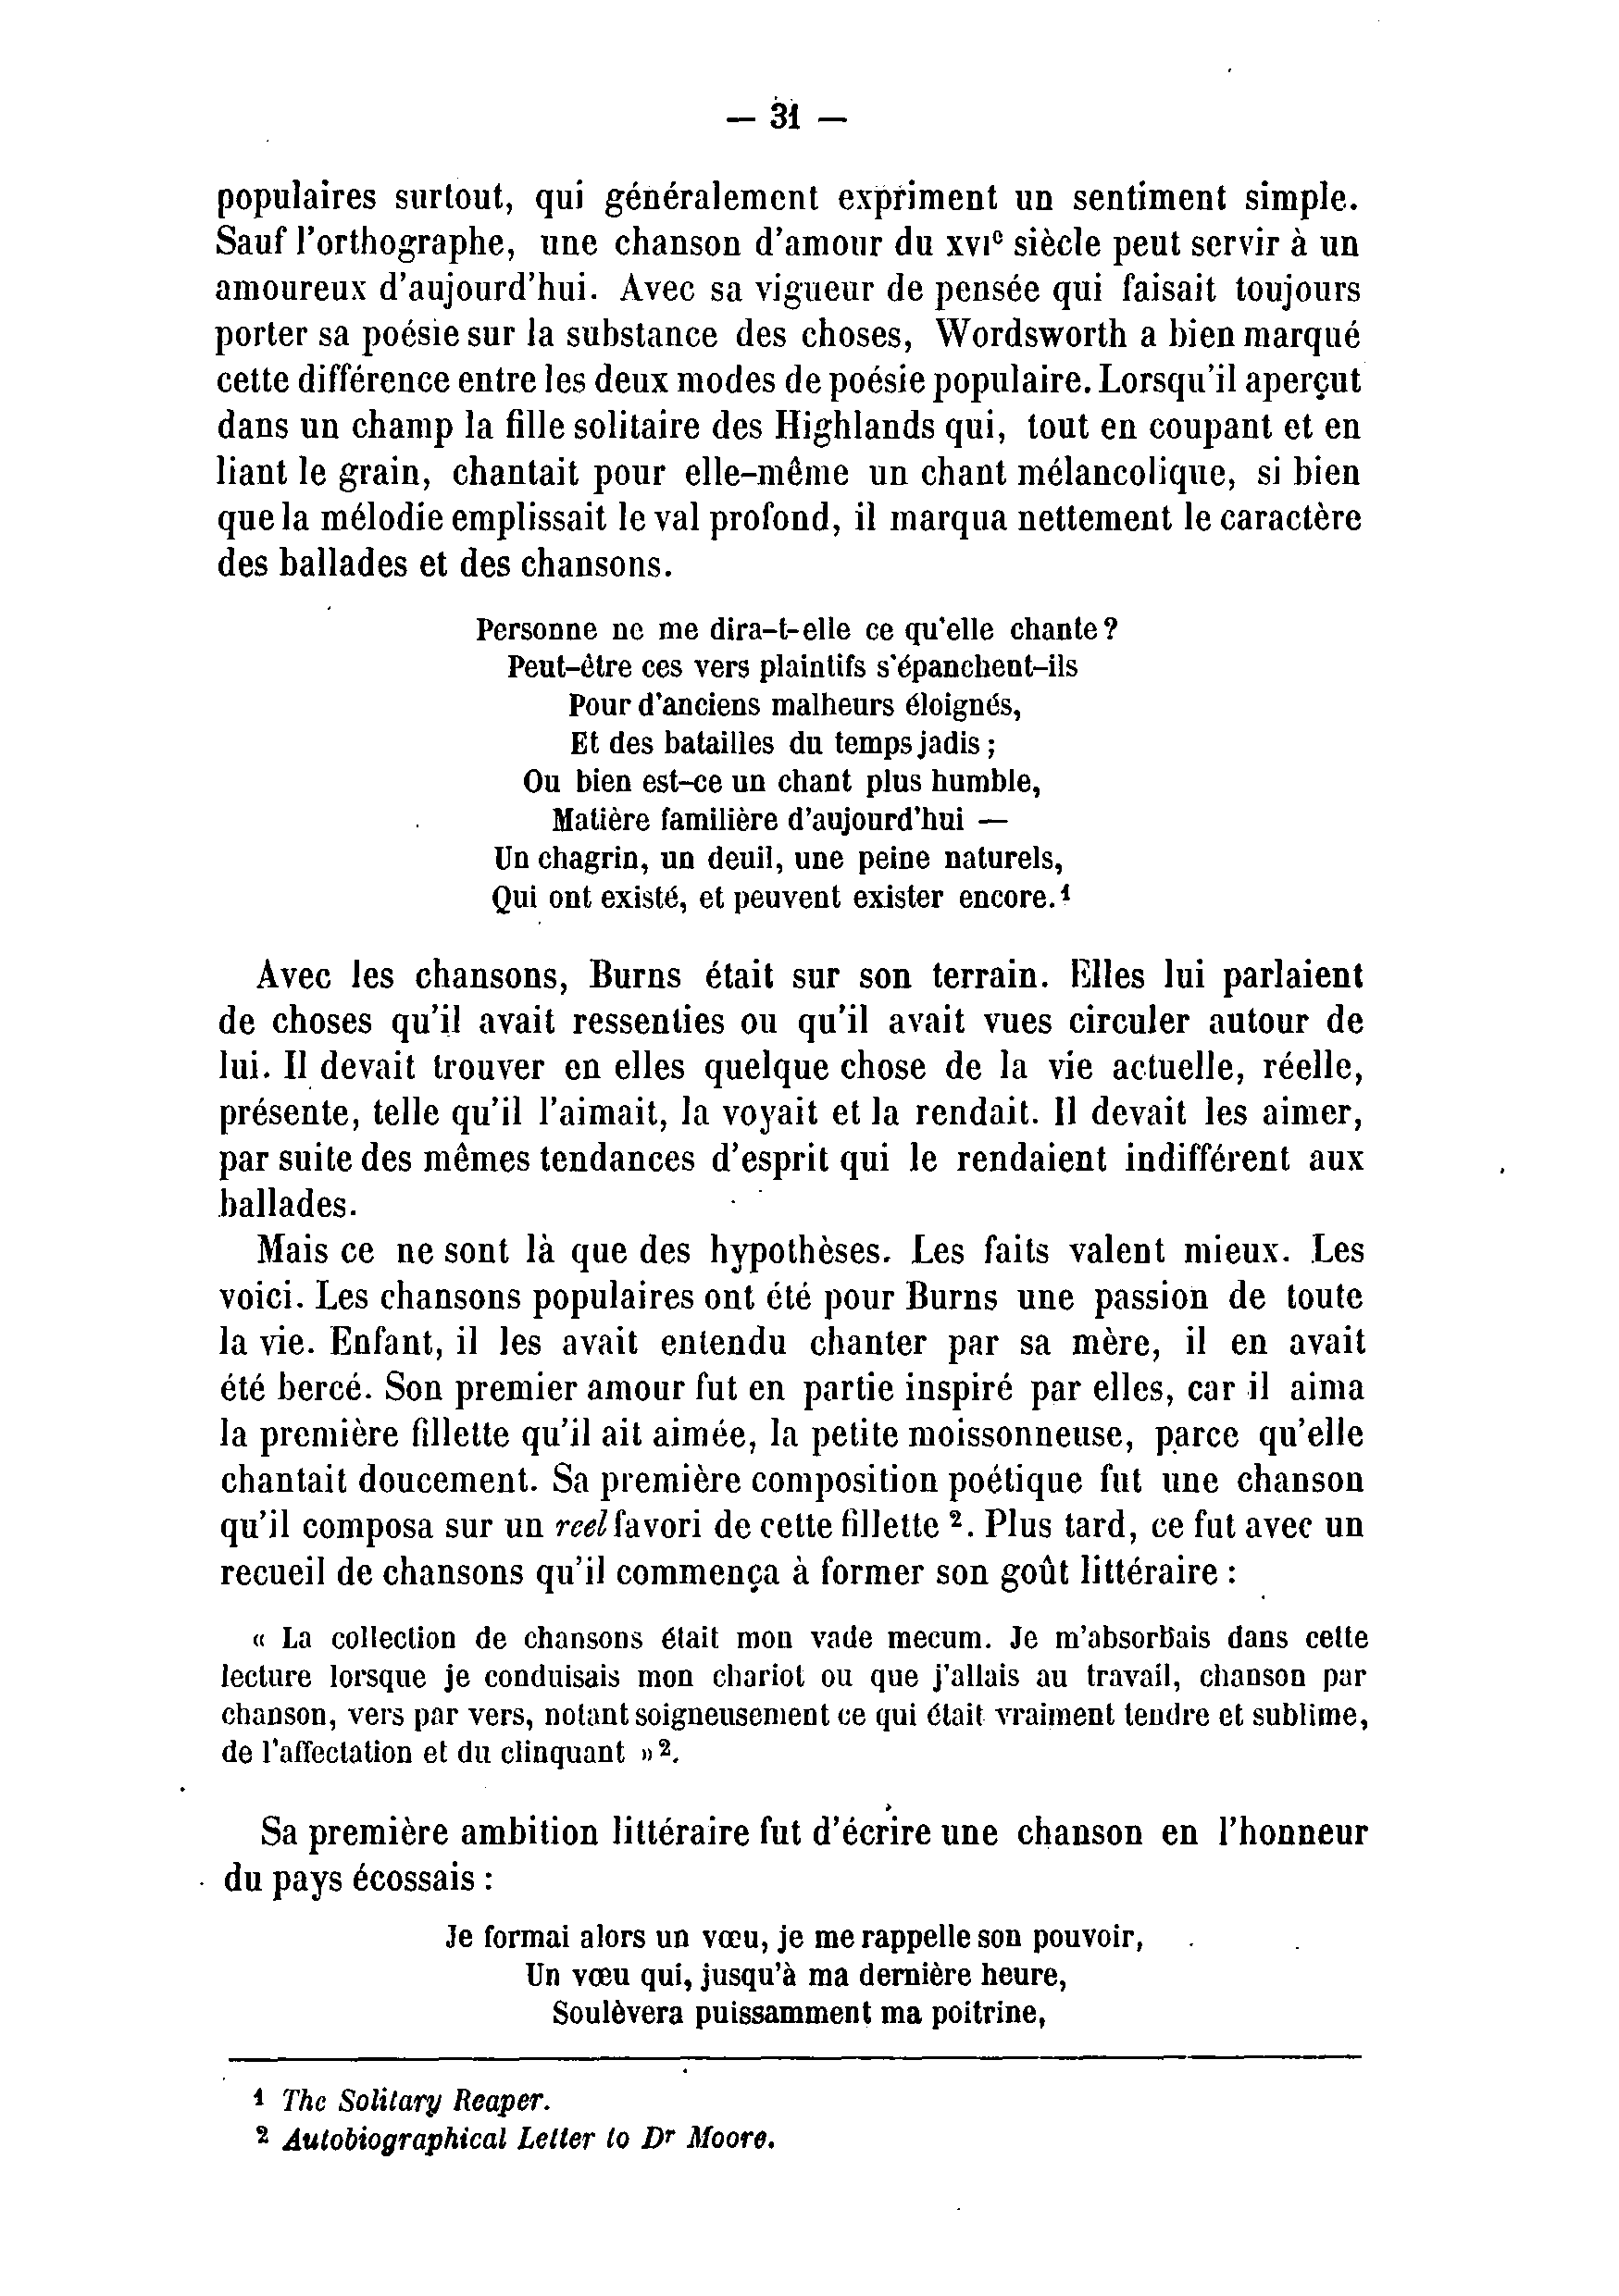 — 31 —
populaires surtout, qui généralement expriment un sentiment simple.
Sauf l'orthographe, une chanson d'amour du XVIe siècle peut servir à un
amoureux d'aujourd'hui. Avec sa vigueur de pensée qui faisait toujours
porter sa poésie sur la substance des choses, Wordsworth a bien marqué
cette différence entre les deux modes de poésie populaire. Lorsqu'il aperçut
dans un champ la fille solitaire des Highlands qui, tout en coupant et en
liant le grain, chantait pour elle-même un chant mélancolique, si bien
que la mélodie emplissait le val profond, il marqua nettement le caractère
des ballades et des chansons.
Personne ne me dira-t-elle ce qu'elle chante?
Peut-être ces vers plaintifs s'épanchent-ils
Pour d'anciens malheurs éloignés,
Et des batailles du temps jadis ;
Ou bien est-ce un chant plus humble,
Matière familière d'aujourd'hui —
Un chagrin, un deuil, une peine naturels,
Qui ont existé, et peuvent exister encore.1
Avec les chansons, Burns était sur son terrain. Elles lui parlaient
de choses qu'il avait ressenties ou qu'il avait vues circuler autour de
lui. Il devait trouver en elles quelque chose de la vie actuelle, réelle,
présente, telle qu'il l'aimait, la voyait et la rendait. Il devait les aimer,
par suite des mêmes tendances d'esprit qui le rendaient indifférent aux
ballades.
Mais ce ne sont là que des hypothèses. Les faits valent mieux. Les
voici. Les chansons populaires ont été pour Burns une passion de toute
la vie. Enfant, il les avait entendu chanter par sa mère, il en avait
été bercé. Son premier amour fut en partie inspiré par elles, car il aima
la première fillette qu'il ait aimée, la petite moissonneuse, parce qu'elle
chantait doucement. Sa première composition poétique fut une chanson
qu'il composa sur un reel favori de cette fillette 2. Plus tard, ce fut avec un
recueil de chansons qu'il commença à former son goût littéraire :
« La collection de chansons était mon vade mecum. Je m'absorbais dans cette
lecture lorsque je conduisais mon chariot ou que j'allais au travail, chanson par
chanson, vers par vers, notant soigneusement ce qui était vraiment tendre et sublime,
de l'affectation et du clinquant »2.
Sa première ambition littéraire fut d'écrire une chanson en l'honneur
du pays écossais :
Je formai alors un vœu, je me rappelle son pouvoir,
Un vœu qui, jusqu'à ma dernière heure,
Soulèvera puissamment ma poitrine,
1 The Solitary Reaper.
2 Autobiographical Letter to Dr Moore.